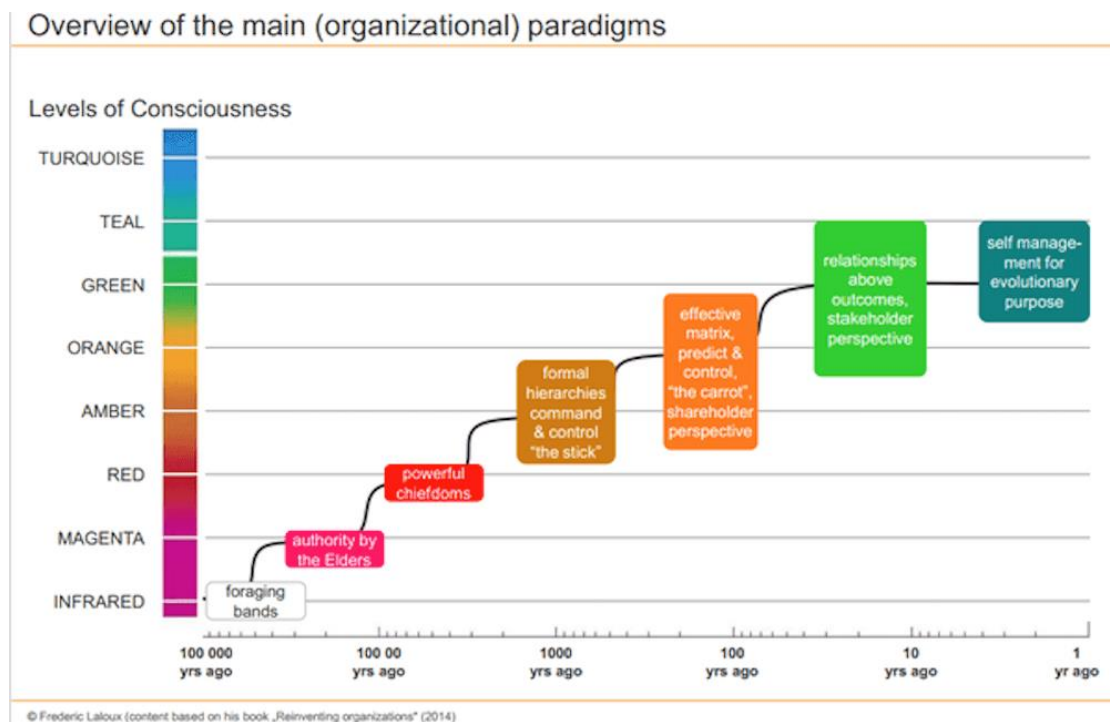 Overview of the main (organizational) paradigms
Levels of Consciousness
TURQUOISE
TEAL
GREEN
ORANGE
AMBER
RED
MAGENTA
INFRARED
foraging
bands
authority by
the Elders
powerful
chiefdoms
formal
hierarchies
command
& control
"the stick"
effective
matrix,
predict &
control,
"the carrot",
shareholder
perspective
relationships
above
outcomes,
stakeholder
perspective
self manage-
ment for
evolutionary
purpose
100 000
yrs ago
100 00
yrs ago
1000
yrs ago
100
yrs ago
10
yrs ago
1
yr ago
© Frederic Laloux (content based on his book „Reinventing organizations" (2014)